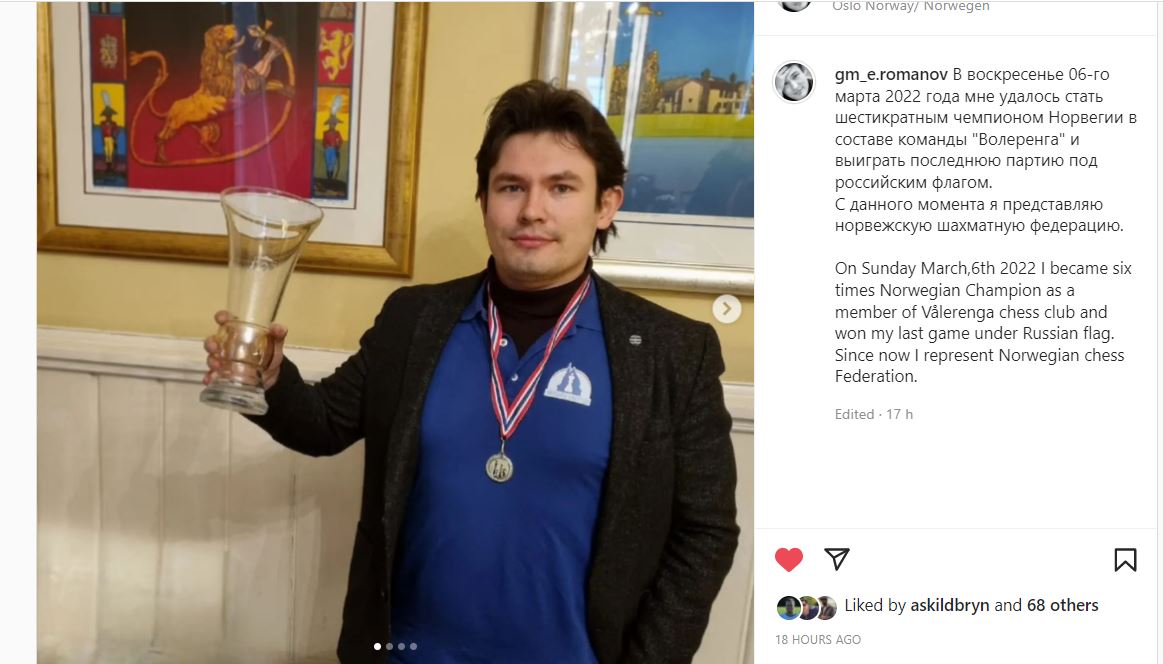 Oslo Norway/ Norwegen
gm_e.romanov В воскресенье 06-го
марта 2022 года мне удалось стать
шестикратным чемпионом Норвегии в
составе команды "Волеренга" и
выиграть последнюю партию под
российским флагом.
С данного момента я представляю
норвежскую шахматную федерацию.
On Sunday March,6th 2022 I became six
times Norwegian Champion as a
member of Vålerenga chess club and
won my last game under Russian flag.
Since now I represent Norwegian chess
Federation.
Edited · 17 h
Liked by askildbryn and 68 others
18 HOURS AGO